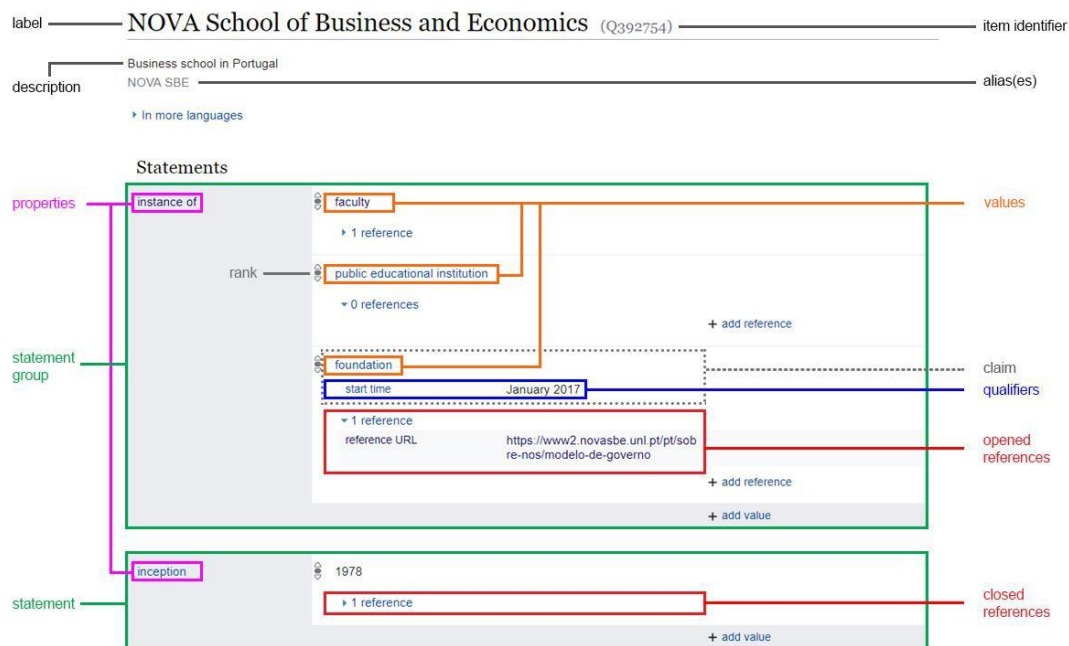 label
NOVA School of Business and Economics (Q392754)
item identifier
Business school in Portugal
description
NOVA SBE
alias(es)
In more languages
Statements
properties
instance of
faculty
values
1 reference
rank
public educational institution
0 references
+ add reference
statement
group
foundation
claim
start time January 2017
qualifiers
1 reference
reference URL
https://www2.novasbe.unl.pt/pt/sob
re-nos/modelo-de-governo
opened
references
+ add reference
+ add value
inception
1978
statement
1 reference
closed
references
+ add value